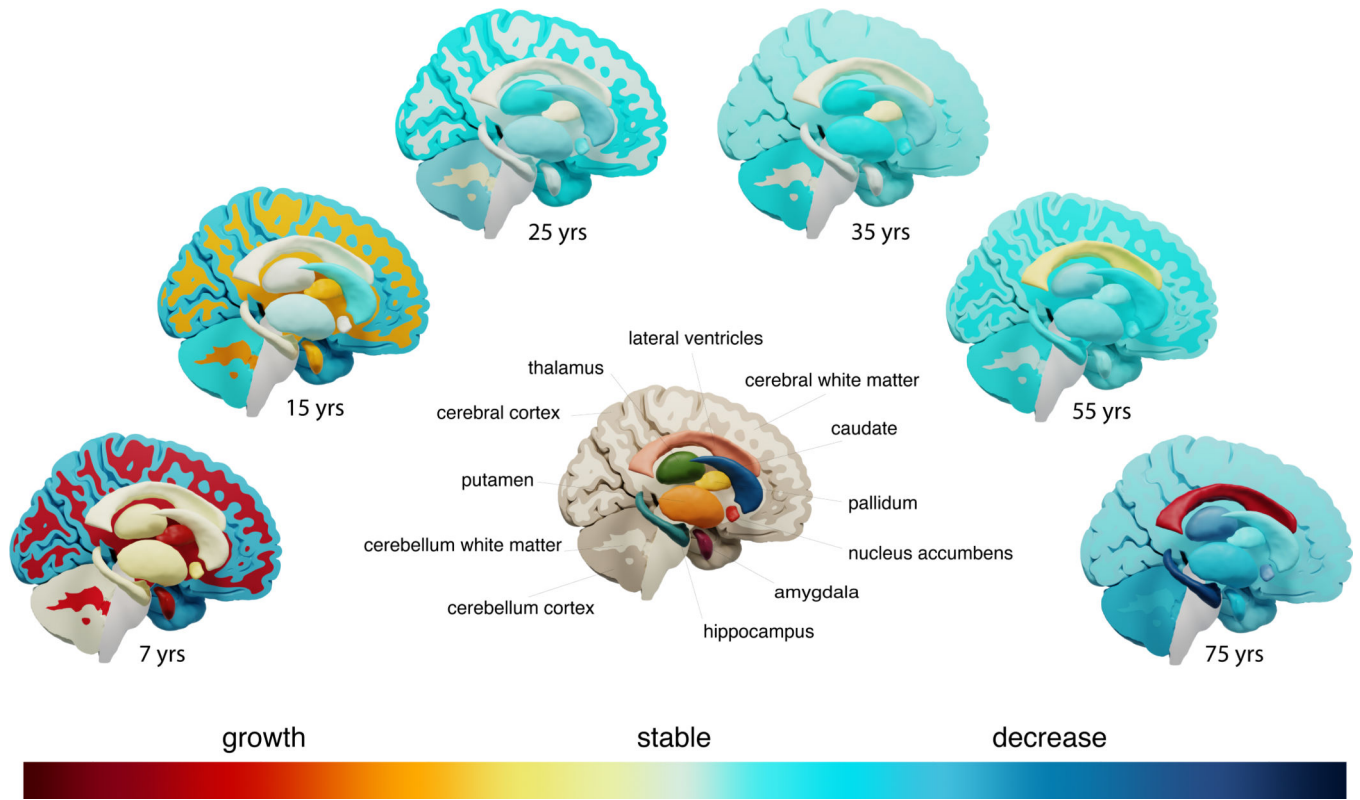 25 yrs
35 yrs
15 yrs
55 yrs
lateral ventricles
thalamus
cerebral white matter
cerebral cortex
caudate
putamen
pallidum
cerebellum white matter
nucleus accumbens
amygdala
cerebellum cortex
hippocampus
7 yrs
75 yrs
growth
stable
decrease